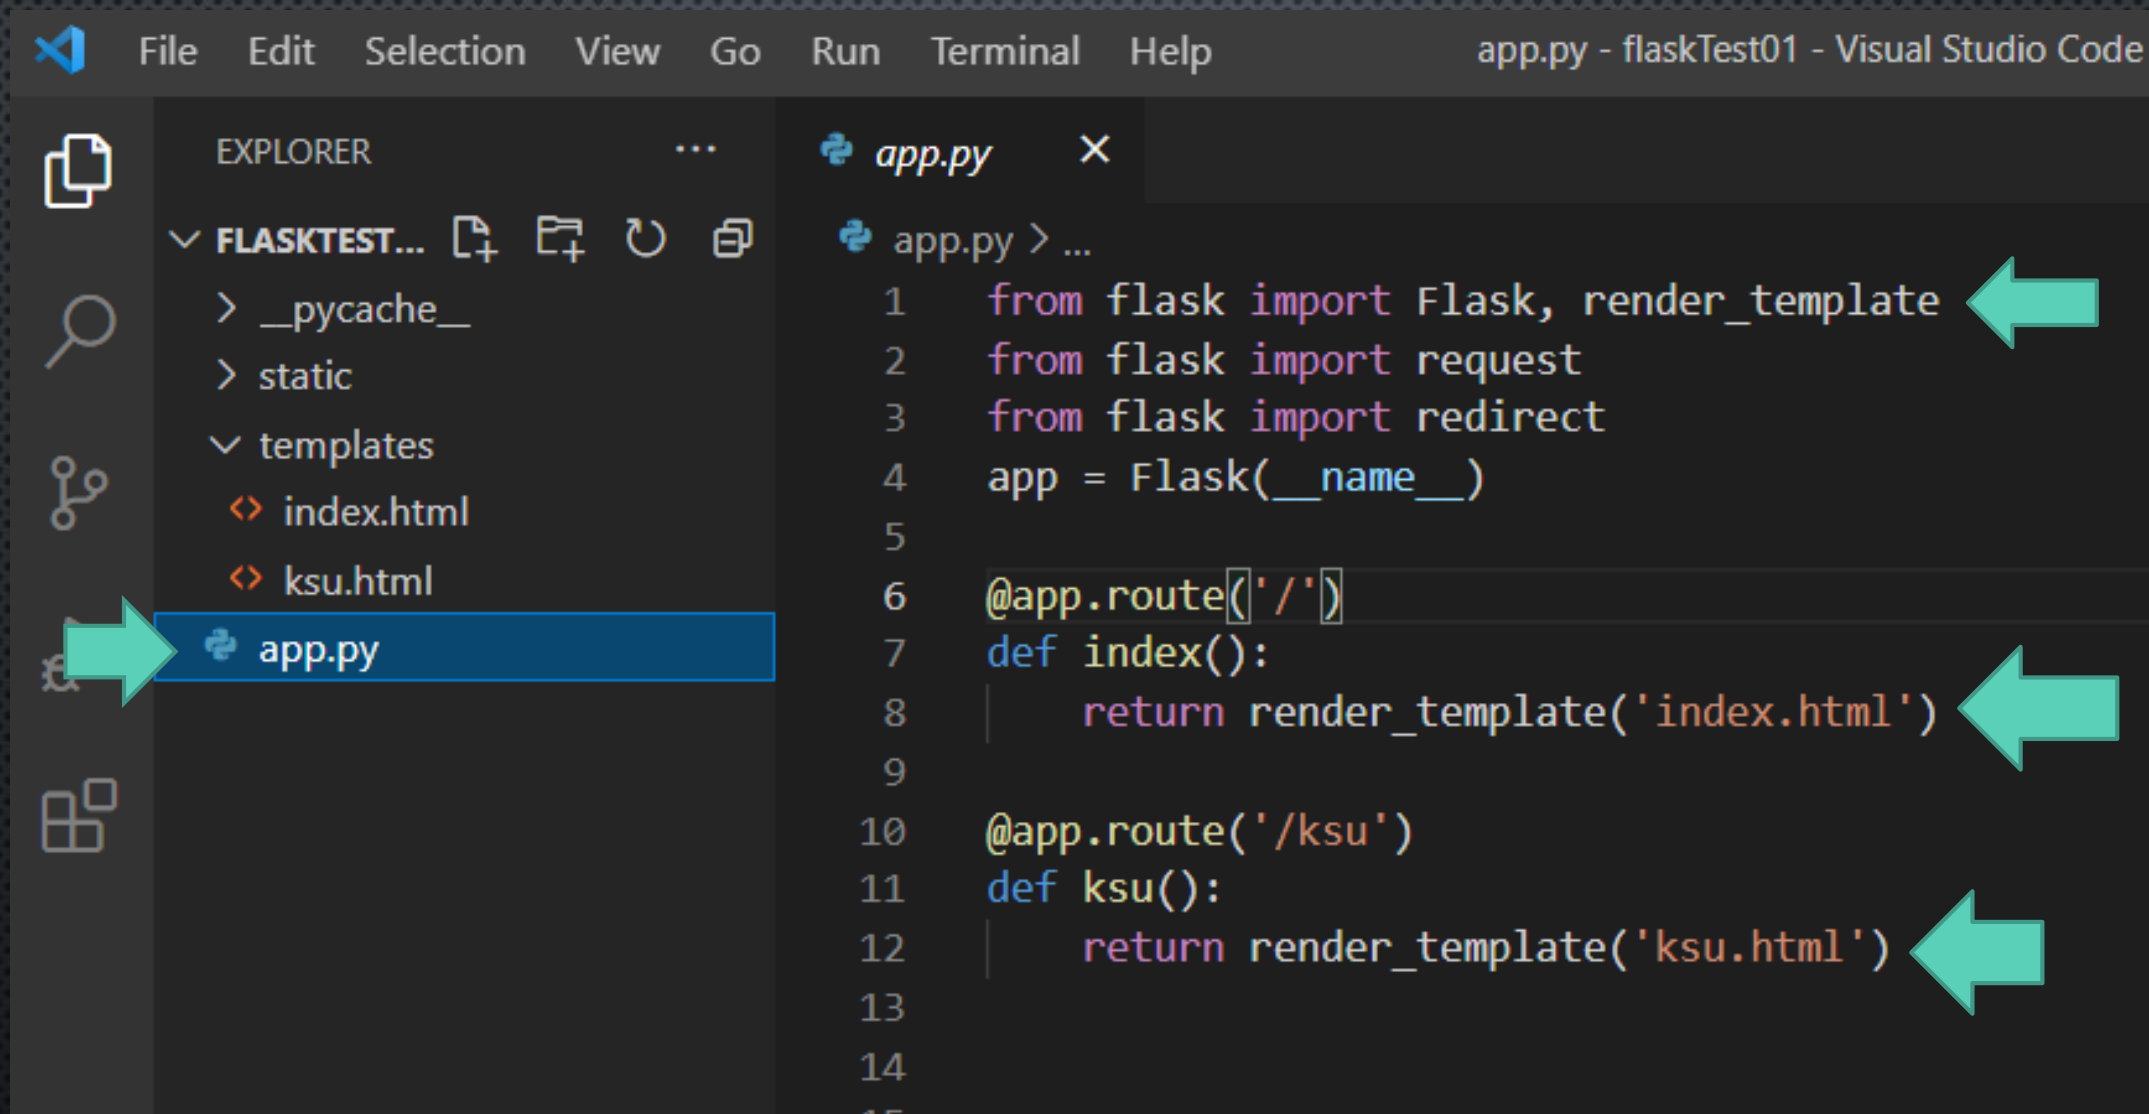 File Edit Selection View Go Run Terminal Help app.py - flaskTest01 - Visual Studio Code
EXPLORER ...
FLASKTEST...
__pycache__
static
templates
index.html
ksu.html
app.py
app.py
app.py > ...
1 from flask import Flask, render_template
2 from flask import request
3 from flask import redirect
4 app = Flask(__name__)
5
6 @app.route('/')
7 def index():
8 return render_template('index.html')
9
10 @app.route('/ksu')
11 def ksu():
12 return render_template('ksu.html')
13
14